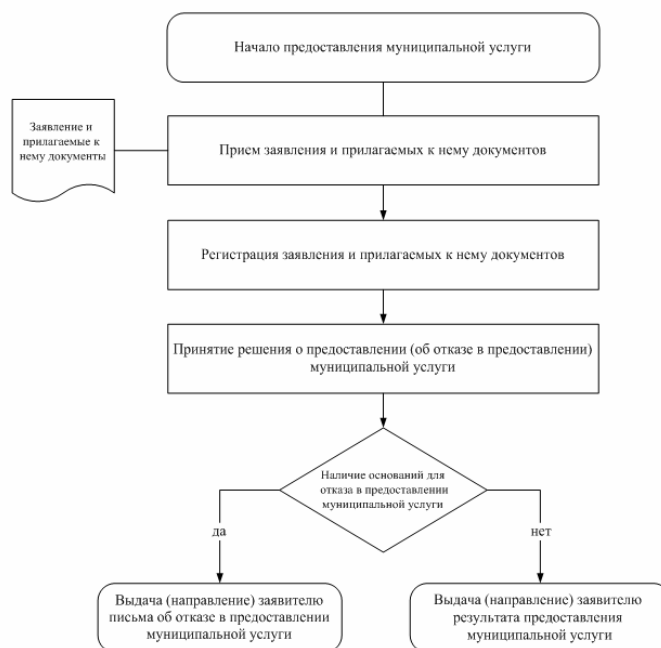 Начало предоставления муниципальной услуги
Заявление и
прилагаемые к
нему документы
Прием заявления и прилагаемых к нему документов
Регистрация заявления и прилагаемых к нему документов
Принятие решения о предоставлении (об отказе в предоставлении)
муниципальной услуги
Наличие оснований для
отказа в предоставлении
муниципальной услуги
да
нет
Выдача (направление) заявителю
письма об отказе в предоставлении
муниципальной услуги
Выдача (направление) заявителю
результата предоставления
муниципальной услуги